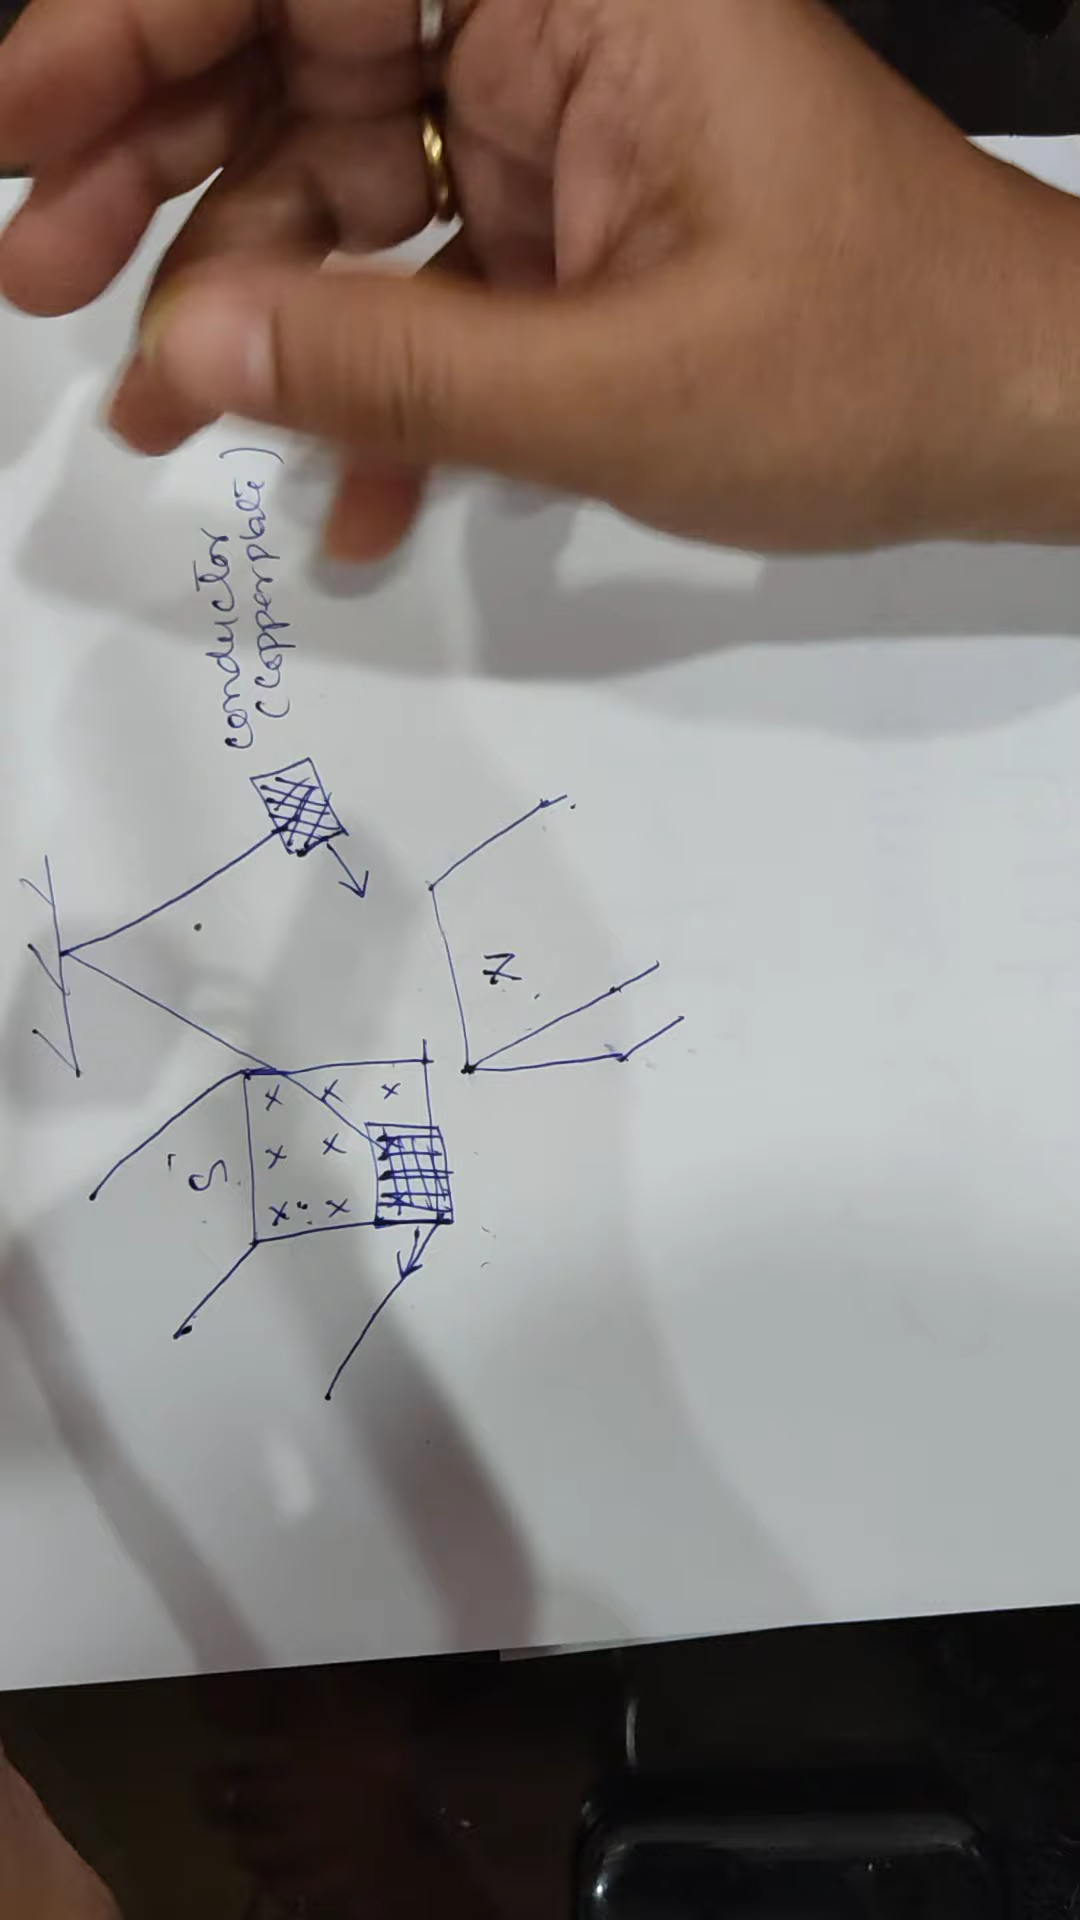 conductor
(Copperplate)
N
S
x x x
x x
x x